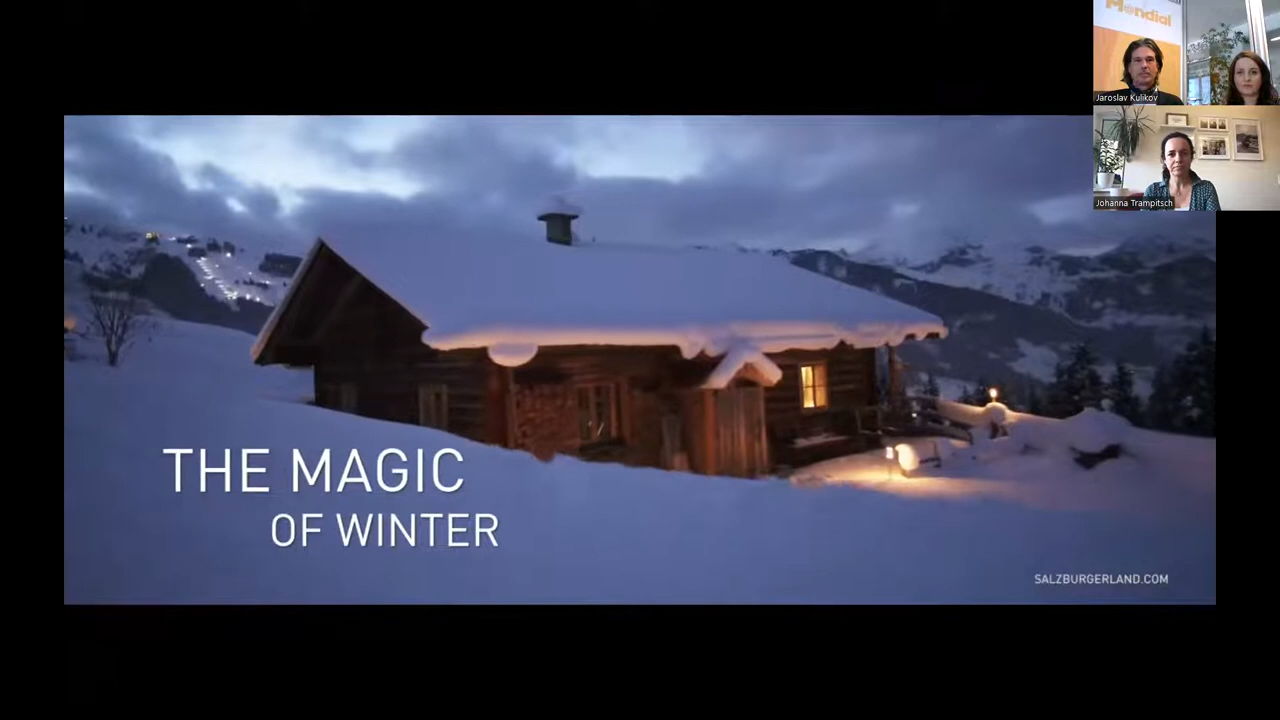 Mondial
Jaroslav Kulikov
Johanna Trampitsch
THE MAGIC
OF WINTER
SALZBURGERLAND.COM